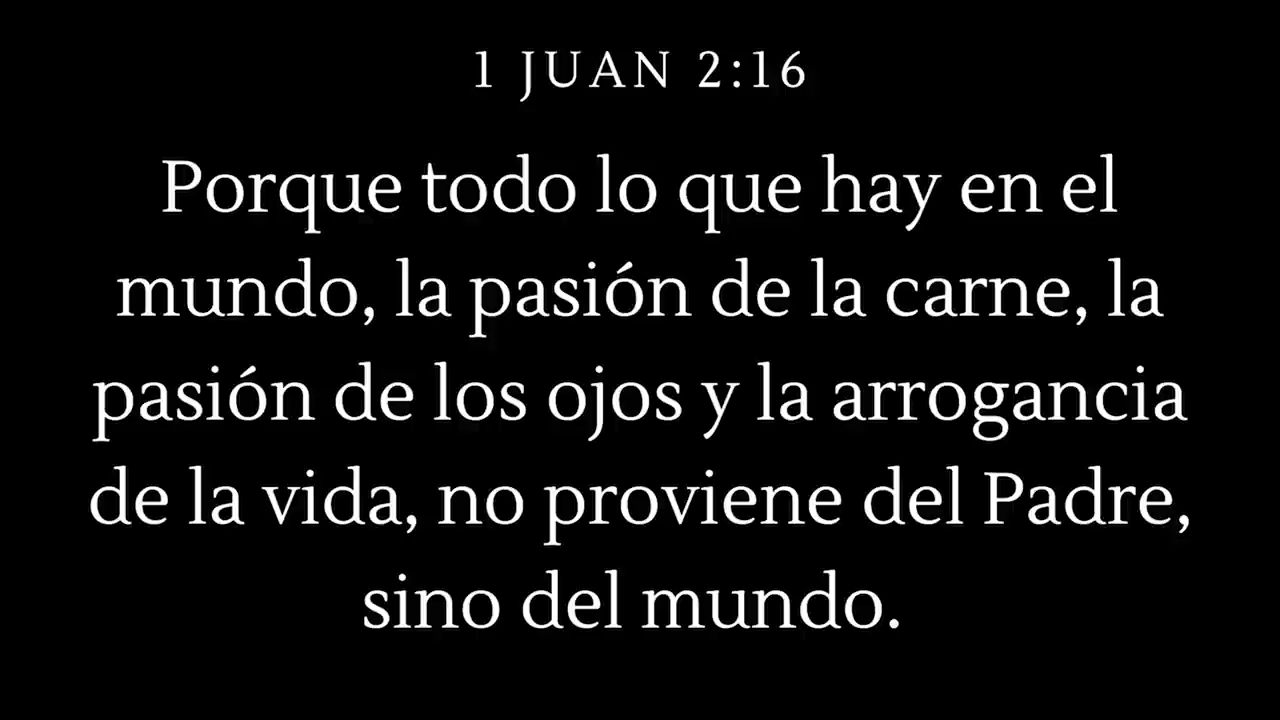 1 JUAN 2:16
Porque todo lo que hay en el
mundo, la pasión de la carne, la
pasión de los ojos y la arrogancia
de la vida, no proviene del Padre,
sino del mundo.